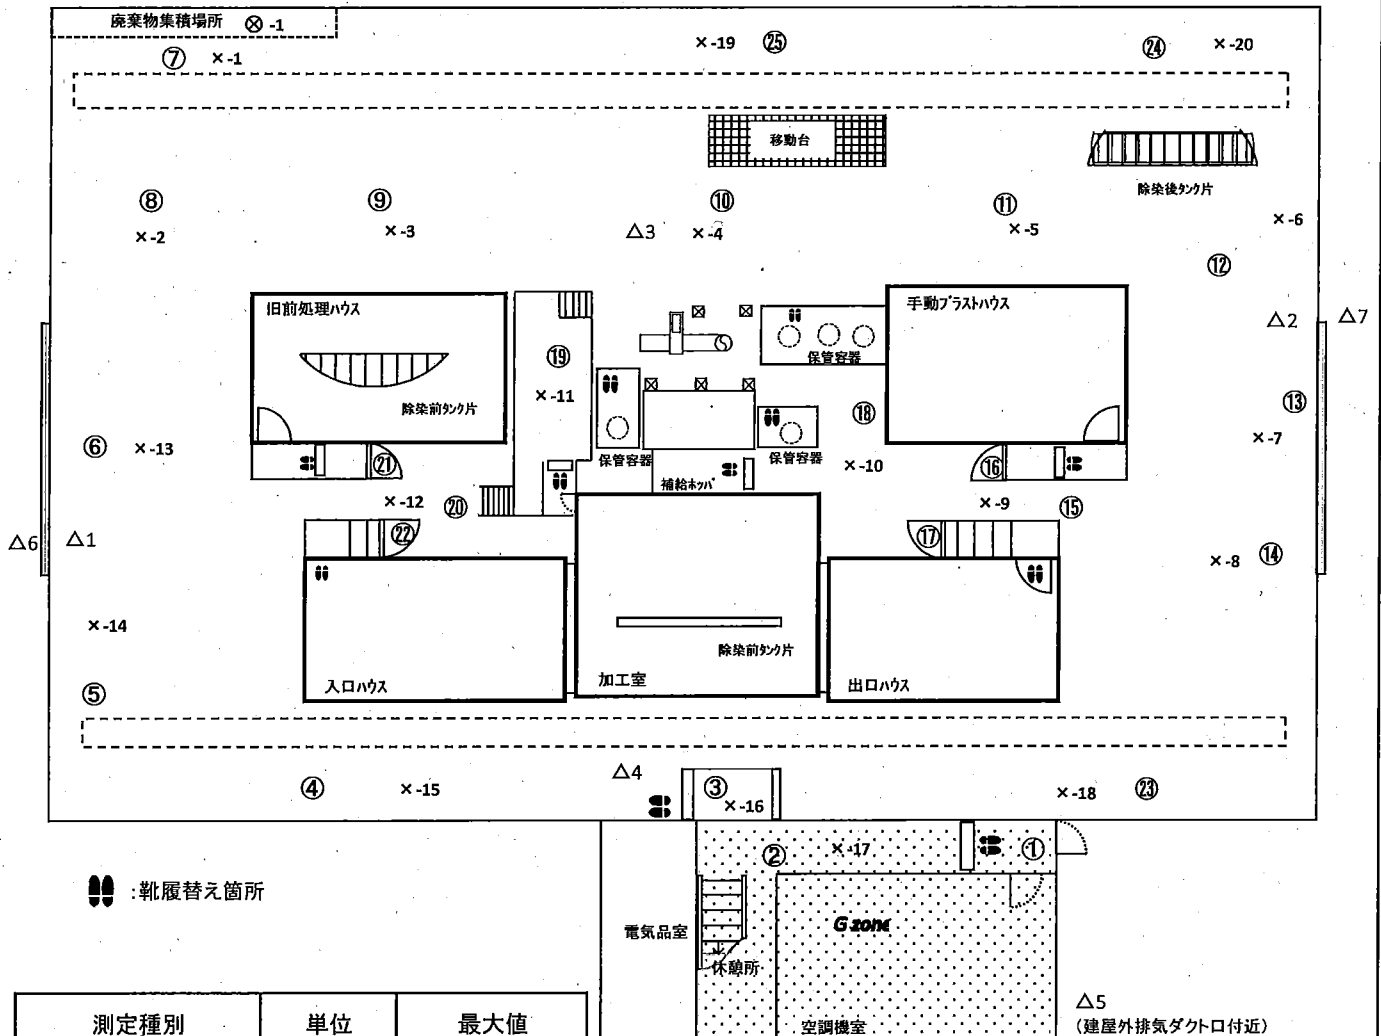 廃棄物集積場所 ⊗ -1
⑦ × -1
× -19 ㉕
㉔ × -20
移動台
除染後タンク片
⑧ ⑨ ⑩ ⑪
× -2 × -3 △3 × -4 × -5 × -6
⑫
旧前処理ハウス
手動ブラストハウス
△2 △7
⑲
保管容器
× -11
除染前タンク片
⑱ ⑬
⑥ × -13
㉑
保管容器
保管容器
× -10
⑯
× -7
補給ホッパ
× -12 ⑳
× -9 ⑮
△6 △1
㉒
⑰
× -8 ⑭
× -14
除染前タンク片
入口ハウス
加工室
出口ハウス
⑤
④ × -15
△4
③
× -16
× -18 ㉓
② × -17 ①
:靴履替え箇所
電気品室
G zone
休憩所
測定種別 単位 最大値
空調機室
△5
(建屋外排気ダクト口付近)